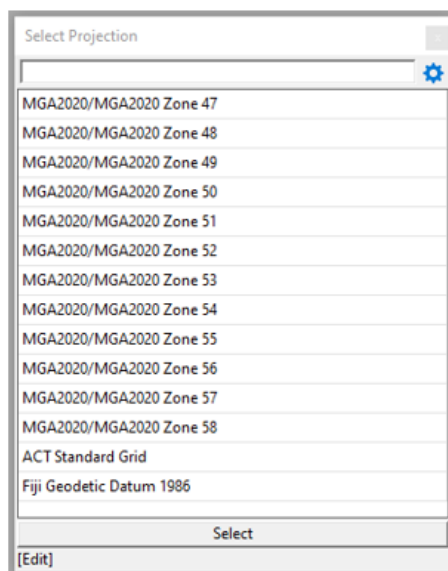 Select Projection
MGA2020/MGA2020 Zone 47
MGA2020/MGA2020 Zone 48
MGA2020/MGA2020 Zone 49
MGA2020/MGA2020 Zone 50
MGA2020/MGA2020 Zone 51
MGA2020/MGA2020 Zone 52
MGA2020/MGA2020 Zone 53
MGA2020/MGA2020 Zone 54
MGA2020/MGA2020 Zone 55
MGA2020/MGA2020 Zone 56
MGA2020/MGA2020 Zone 57
MGA2020/MGA2020 Zone 58
ACT Standard Grid
Fiji Geodetic Datum 1986
Select
[Edit]